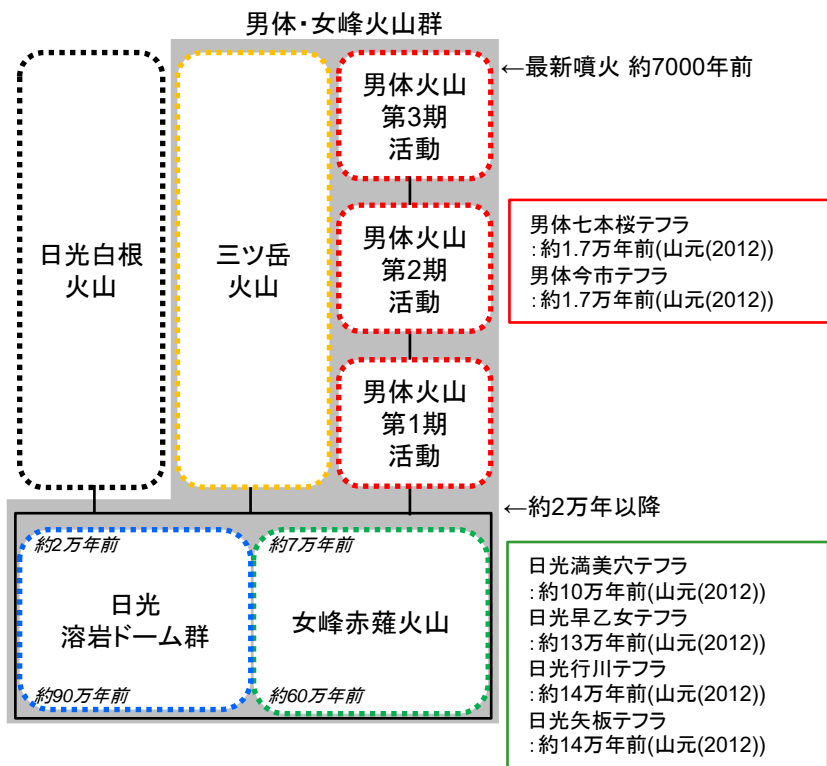 男体・女峰火山群
←最新噴火 約7000年前
日光白根
火山
三ツ岳
火山
男体火山
第3期
活動
男体火山
第2期
活動
男体火山
第1期
活動
男体七本桜テフラ
:約1.7万年前(山元(2012))
男体今市テフラ
:約1.7万年前(山元(2012))
←約2万年以降
約2万年前
日光
溶岩ドーム群
約90万年前
約7万年前
女峰赤薙火山
約60万年前
日光満美穴テフラ
:約10万年前(山元(2012))
日光早乙女テフラ
:約13万年前(山元(2012))
日光行川テフラ
:約14万年前(山元(2012))
日光矢板テフラ
:約14万年前(山元(2012))